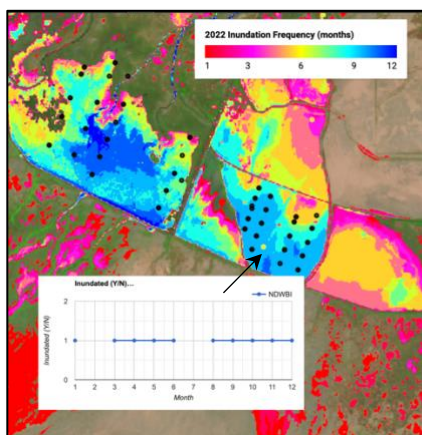 2022 Inundation Frequency (months)
1 3 6 9 12
Inundated (Y/N)...
NDWBI
Inundated (Y/N)
2
1
0
1 2 3 4 5 6 7 8 9 10 11 12
Month